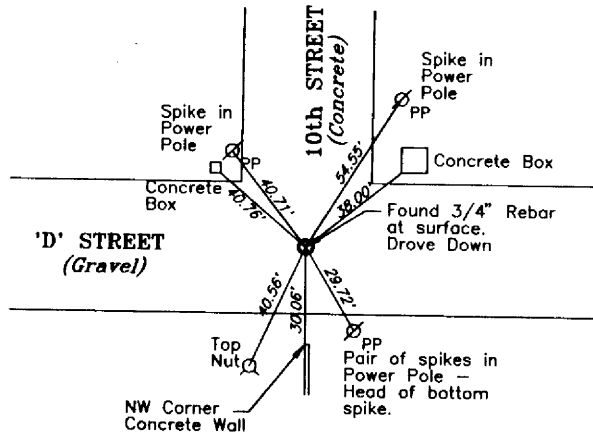 Spike in
Power
Pole
PP
Concrete
Box
10th STREET
(Concrete)
Spike in
Power
Pole
PP
Concrete Box
40.71'
40.76'
54.55'
38.00'
Found 3/4" Rebar
at surface.
Drove Down
'D' STREET
(Gravel)
40.56'
30.06'
29.72'
Top
Nut
PP
Pair of spikes in
Power Pole –
Head of bottom
spike.
NW Corner
Concrete Wall